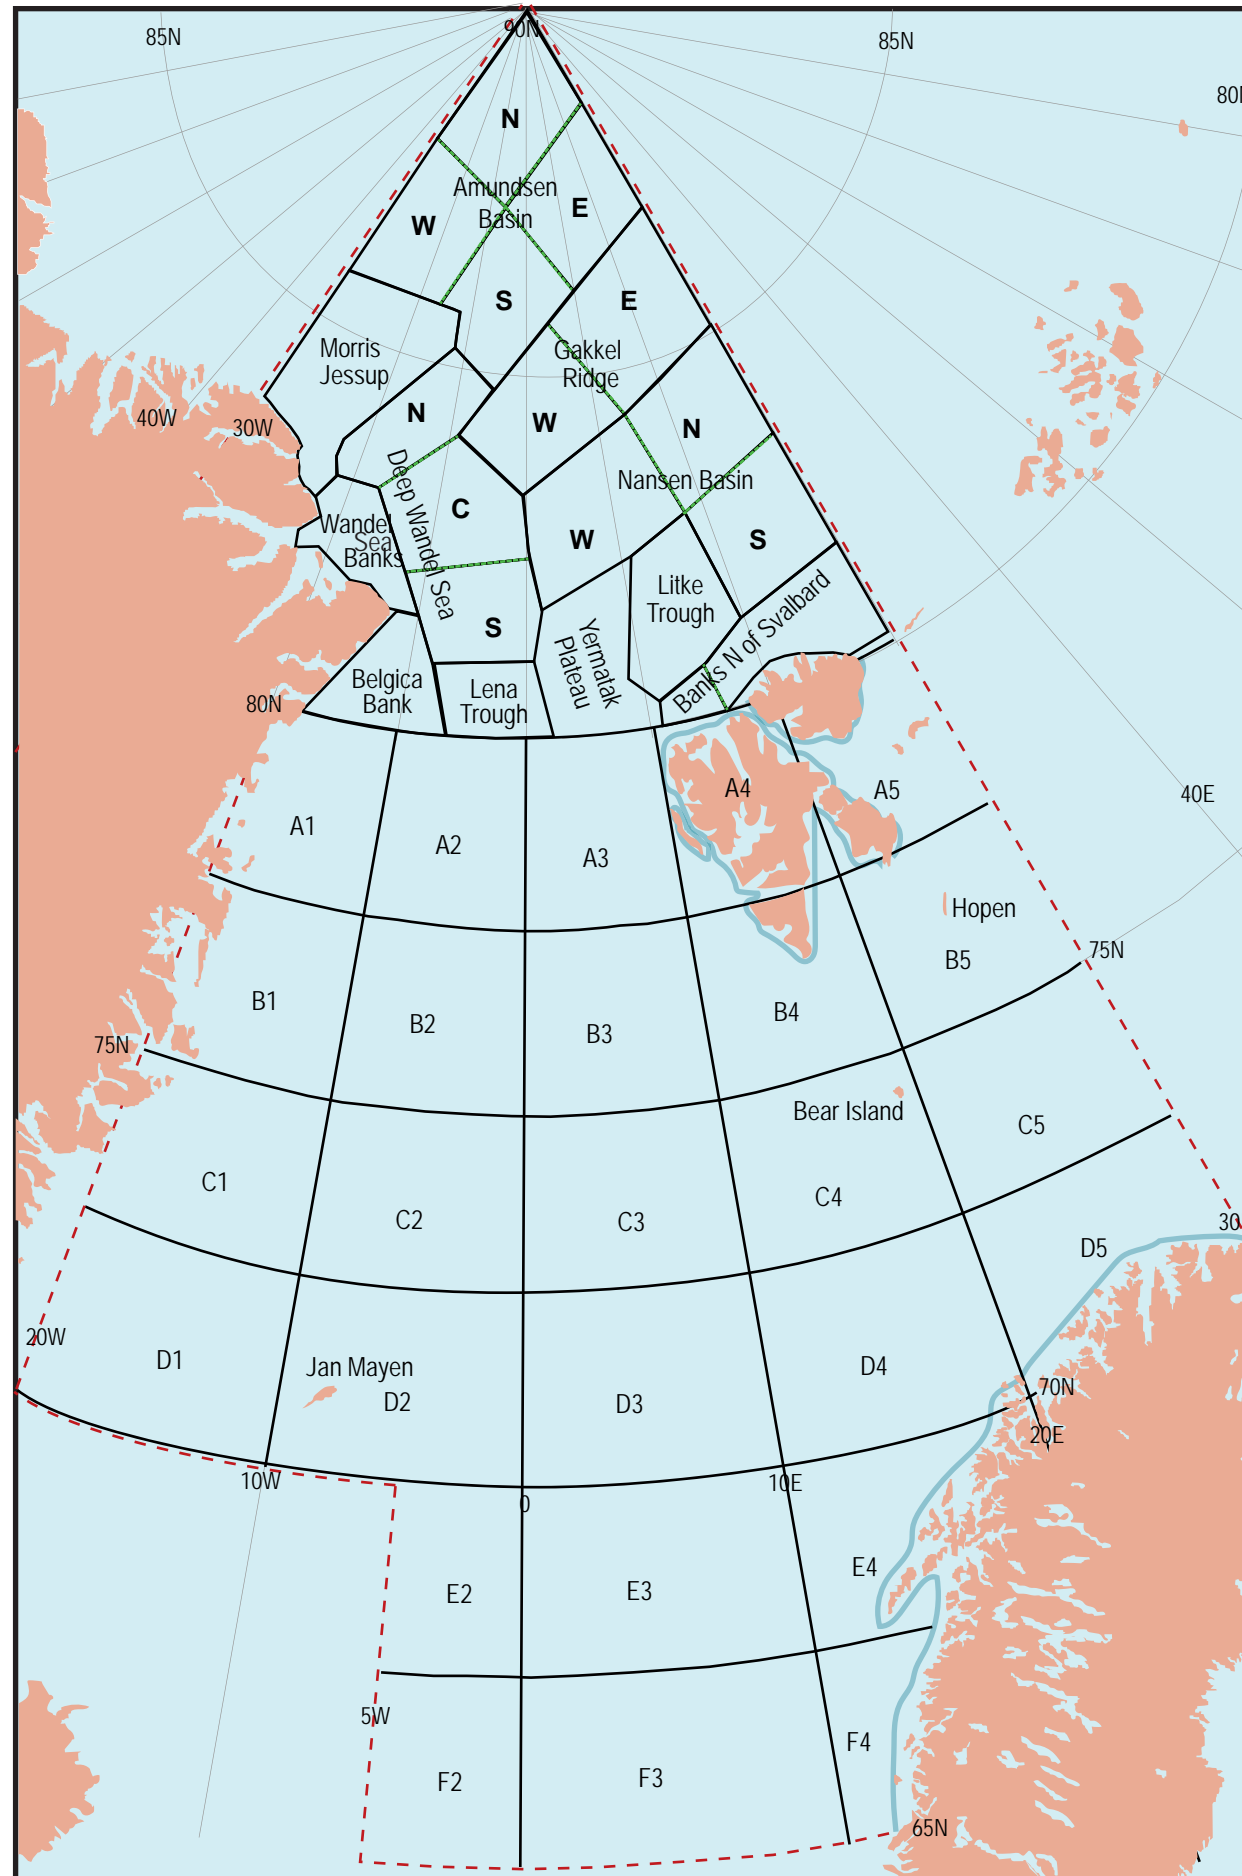 90N
85N
85N
80N
N
Amundsen
Basin
W
E
S
E
Morris
Jessup
Gakkel
Ridge
40W
30W
N
W
N
Deep Wandel Sea
Nansen Basin
C
Wandel
Sea
Banks
W
S
Litke
Trough
S
Yermatak
Plateau
Banks N of Svalbard
Belgica
Bank
Lena
Trough
80N
A1
A2
A3
A4
A5
40E
Hopen
B1
B2
B3
B4
B5
75N
75N
Bear Island
C1
C2
C3
C4
C5
30
D5
20W
D1
Jan Mayen
D2
D3
D4
70N
20E
10W
0
10E
E2
E3
E4
5W
F2
F3
F4
65N